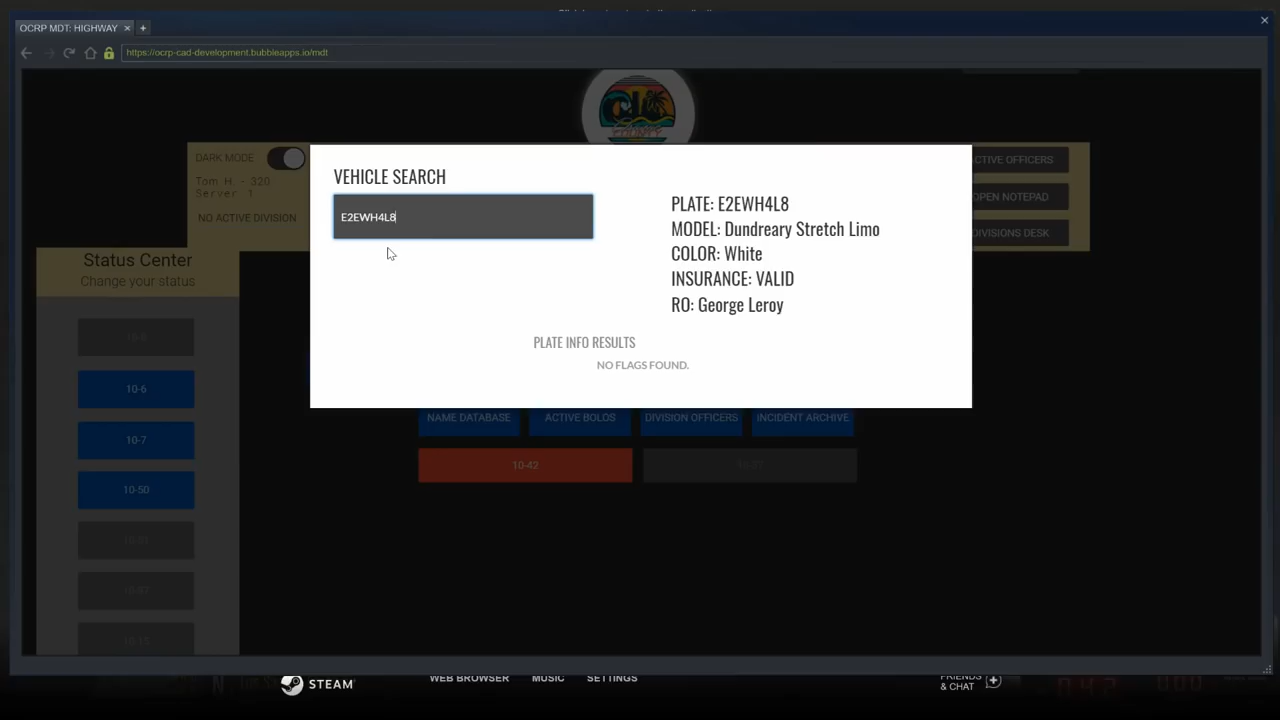 OCRP MDT: HIGHWAY
https://ocrp-cad-development.bubbleapps.io/mdt
DARK MODE
Tom H. - 320
Server. 1
NO ACTIVE DIVISION
CTIVE OFFICERS
OPEN NOTEPAD
DIVISIONS DESK
VEHICLE SEARCH
E2EWH4L8
PLATE: E2EWH4L8
MODEL: Dundreary Stretch Limo
COLOR: White
INSURANCE: VALID
RO: George Leroy
PLATE INFO RESULTS
NO FLAGS FOUND.
Status Center
Change your status
10-8
10-6
10-7
10-50
NAME DATABASE
ACTIVE BOLOS
DIVISION OFFICERS
INCIDENT ARCHIVE
10-42
STEAM
WEB BROWSER
MUSIC
SETTINGS
FRIENDS
& CHAT